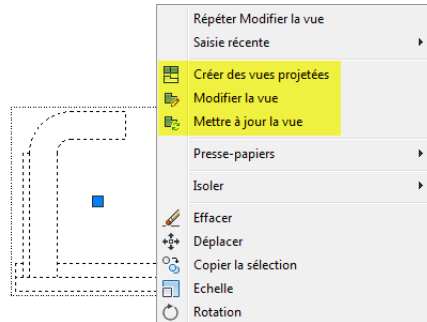 Répéter Modifier la vue
Saisie récente
Créer des vues projetées
Modifier la vue
Mettre à jour la vue
Presse-papiers
Isoler
Effacer
Déplacer
Copier la sélection
Echelle
Rotation